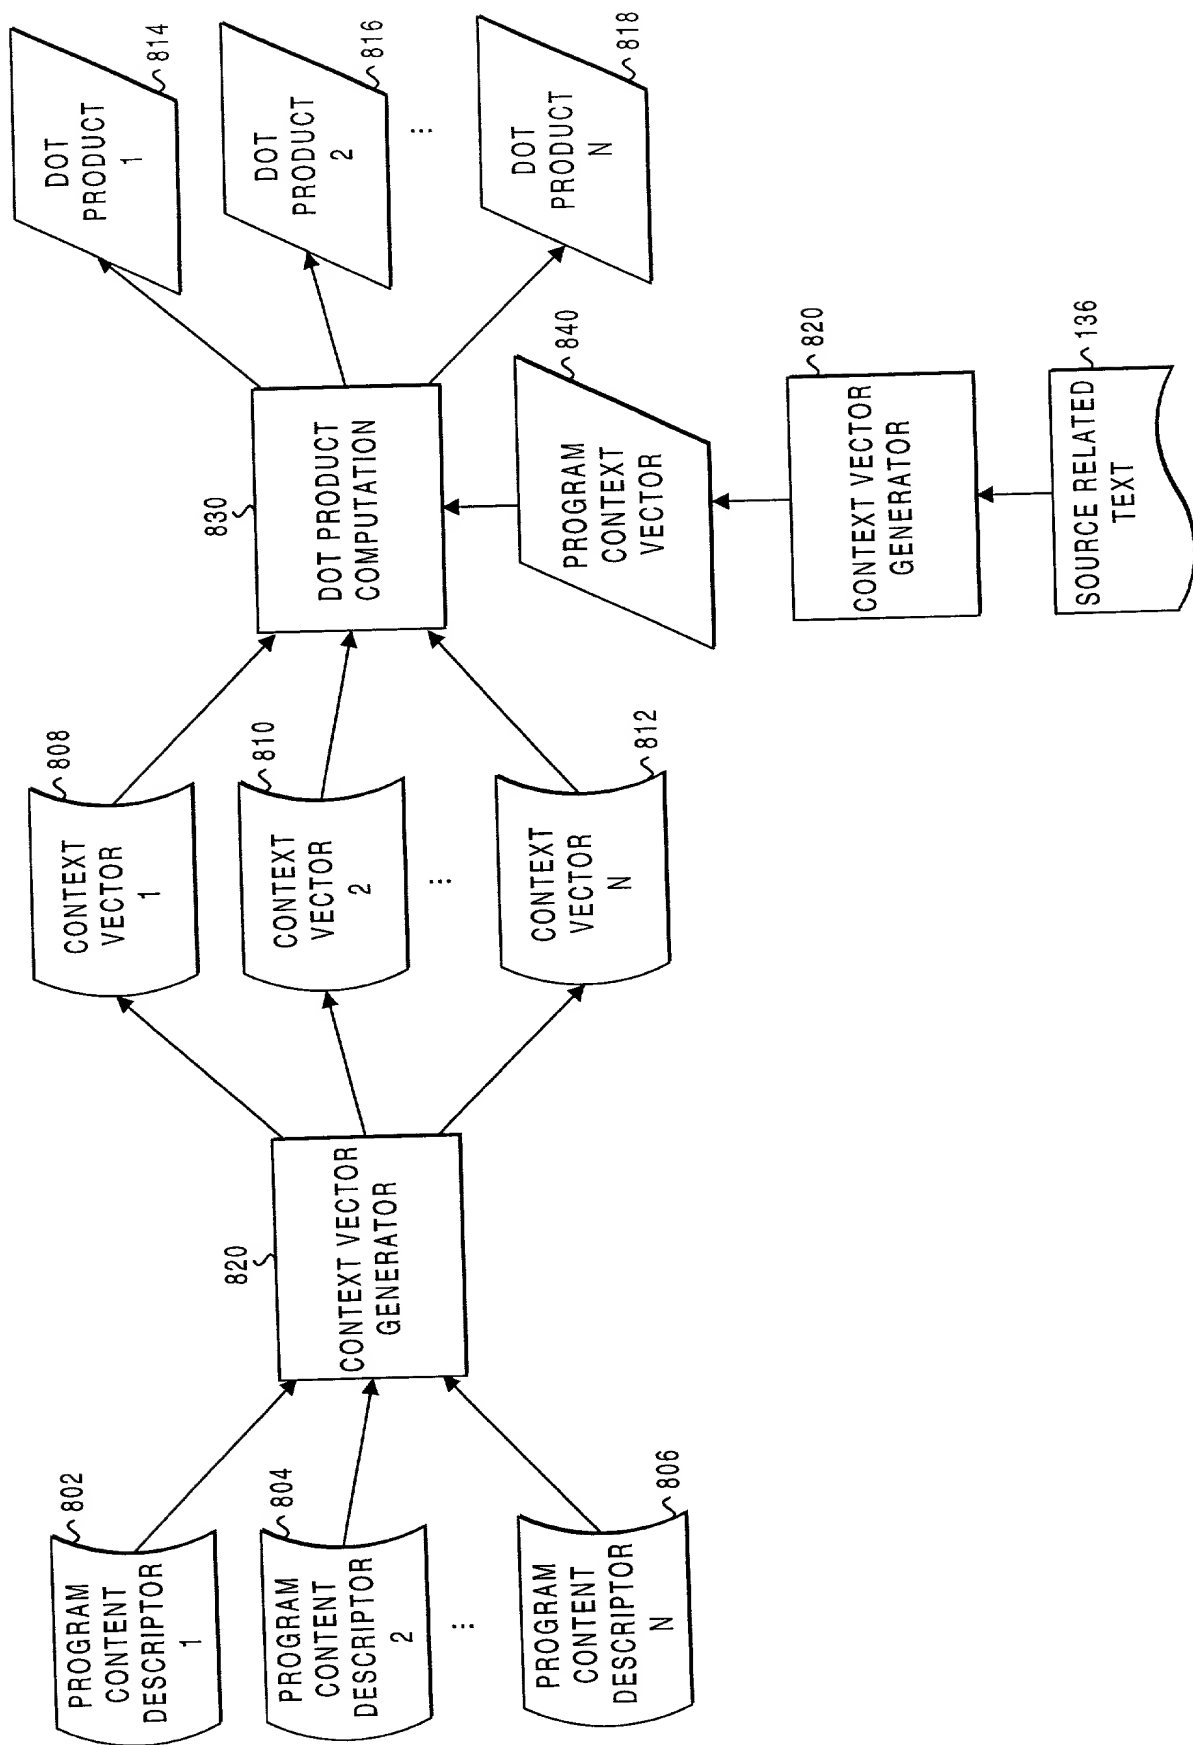 802
PROGRAM
CONTENT
DESCRIPTOR
1
804
PROGRAM
CONTENT
DESCRIPTOR
2
...
806
PROGRAM
CONTENT
DESCRIPTOR
N
820
CONTEXT VECTOR
GENERATOR
808
CONTEXT
VECTOR
1
810
CONTEXT
VECTOR
2
...
812
CONTEXT
VECTOR
N
830
DOT PRODUCT
COMPUTATION
840
PROGRAM
CONTEXT
VECTOR
820
CONTEXT VECTOR
GENERATOR
136
SOURCE RELATED
TEXT
814
DOT
PRODUCT
1
816
DOT
PRODUCT
2
...
818
DOT
PRODUCT
N